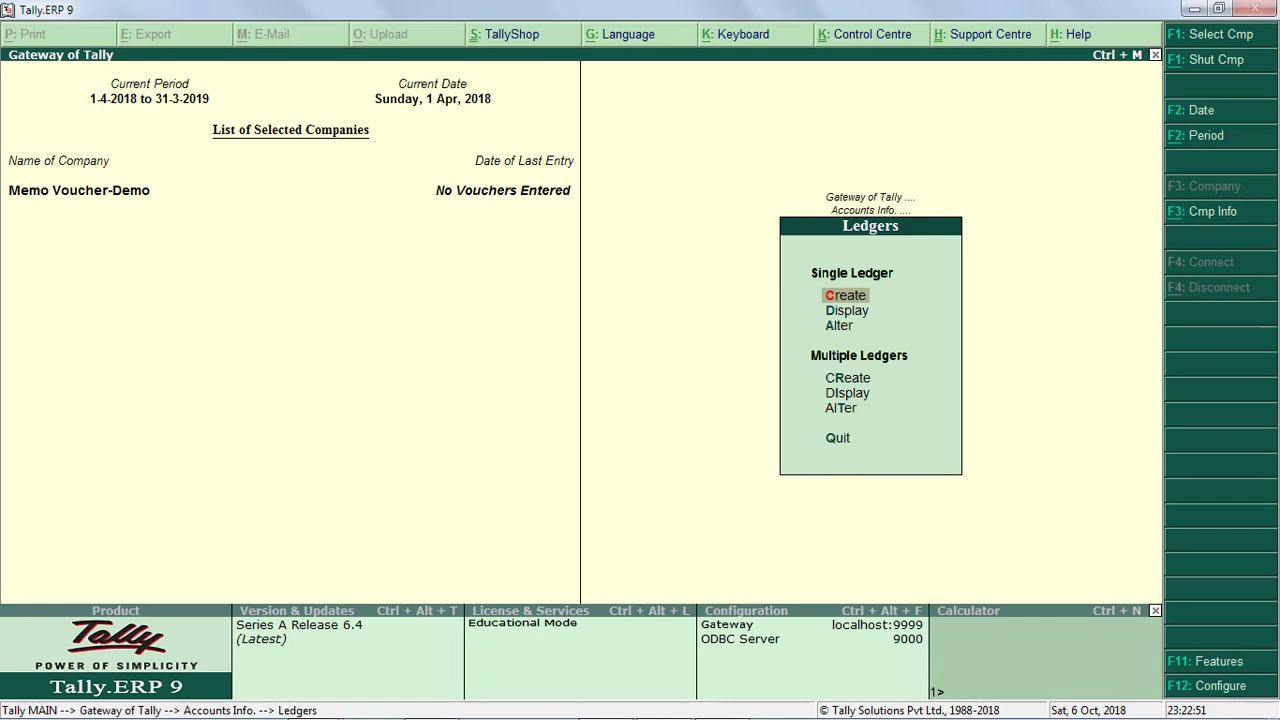 Tally.ERP 9
P: Print
E: Export
M: E-Mail
O: Upload
S: TallyShop
G: Language
K: Keyboard
K: Control Centre
H: Support Centre
H: Help
F1: Select Cmp
F1: Shut Cmp
F2: Date
F2: Period
F3: Company
F3: Cmp Info
F4: Connect
F4: Disconnect
F11: Features
F12: Configure
Gateway of Tally
Ctrl + M
Current Period
1-4-2018 to 31-3-2019
Current Date
Sunday, 1 Apr, 2018
List of Selected Companies
Name of Company
Date of Last Entry
Memo Voucher-Demo
No Vouchers Entered
Gateway of Tally ....
Accounts Info. ....
Ledgers
Single Ledger
Create
Display
Alter
Multiple Ledgers
CReate
DIsplay
AlTer
Quit
Product
Tally
POWER OF SIMPLICITY
Tally.ERP 9
Version & Updates Ctrl + Alt + T
Series A Release 6.4
(Latest)
License & Services Ctrl + Alt + L
Educational Mode
Configuration Ctrl + Alt + F
Gateway localhost:9999
ODBC Server 9000
Calculator Ctrl + N
1>
Tally MAIN --> Gateway of Tally --> Accounts Info. --> Ledgers
© Tally Solutions Pvt Ltd., 1988-2018
Sat, 6 Oct, 2018
23:22:51